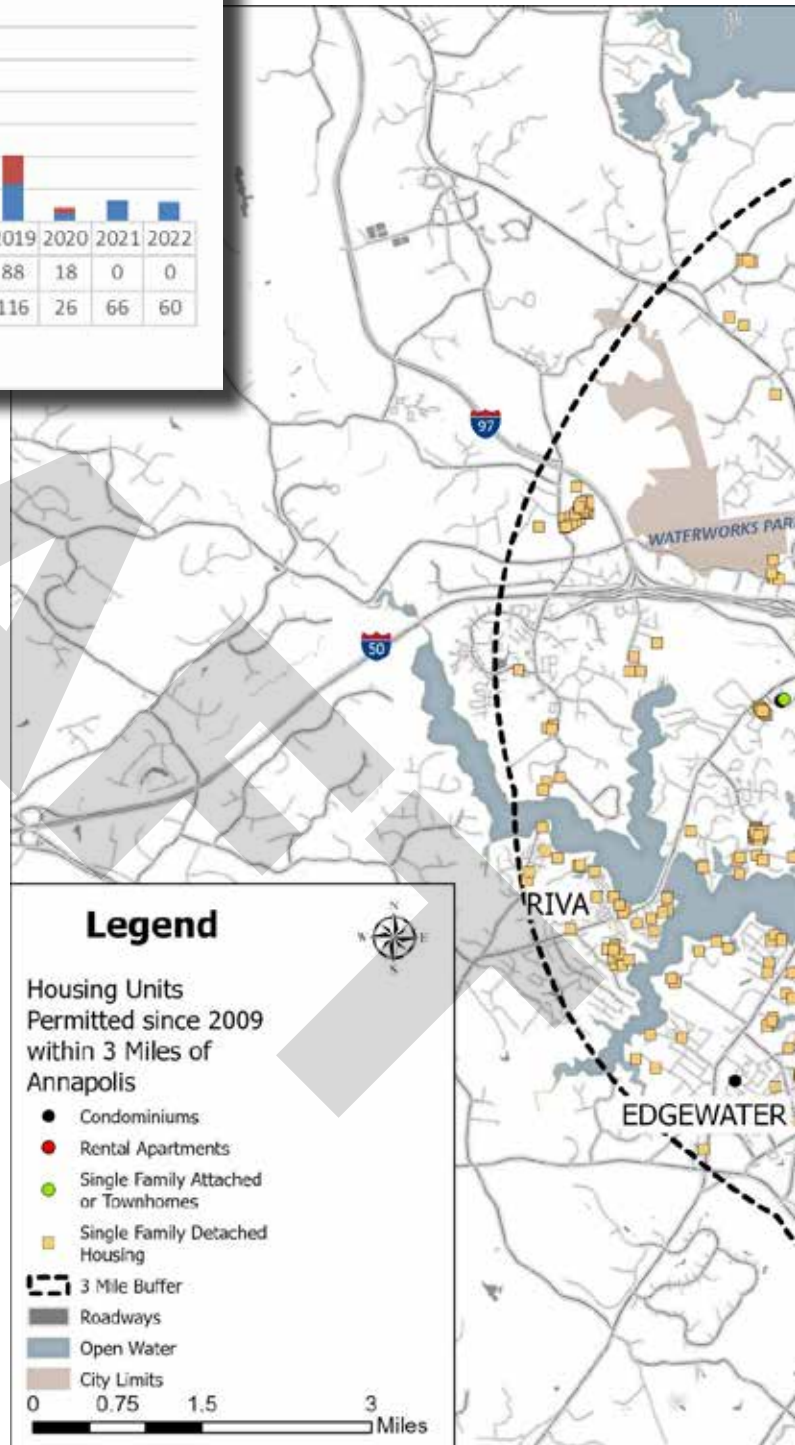 2019 2020 2021 2022
88 18 0 0
116 26 66 60
97
WATERWORKS PARK
50
RIVA
EDGEWATER
Legend
N
W E
S
Housing Units
Permitted since 2009
within 3 Miles of
Annapolis
Condominiums
Rental Apartments
Single Family Attached
or Townhomes
Single Family Detached
Housing
3 Mile Buffer
Roadways
Open Water
City Limits
0 0.75 1.5 3
Miles